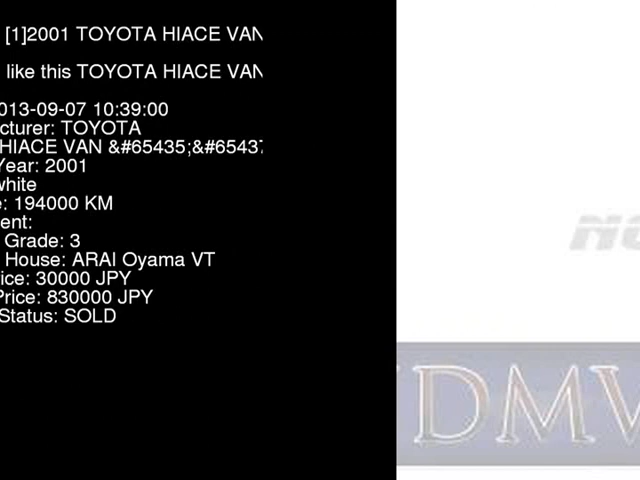 [1]2001 TOYOTA HIACE VAN
like this TOYOTA HIACE VAN
013-09-07 10:39:00
cturer: TOYOTA
HIACE VAN &#65435;&#6543
Year: 2001
white
: 194000 KM
ent:
Grade: 3
House: ARAI Oyama VT
ice: 30000 JPY
Price: 830000 JPY
Status: SOLD
DMV